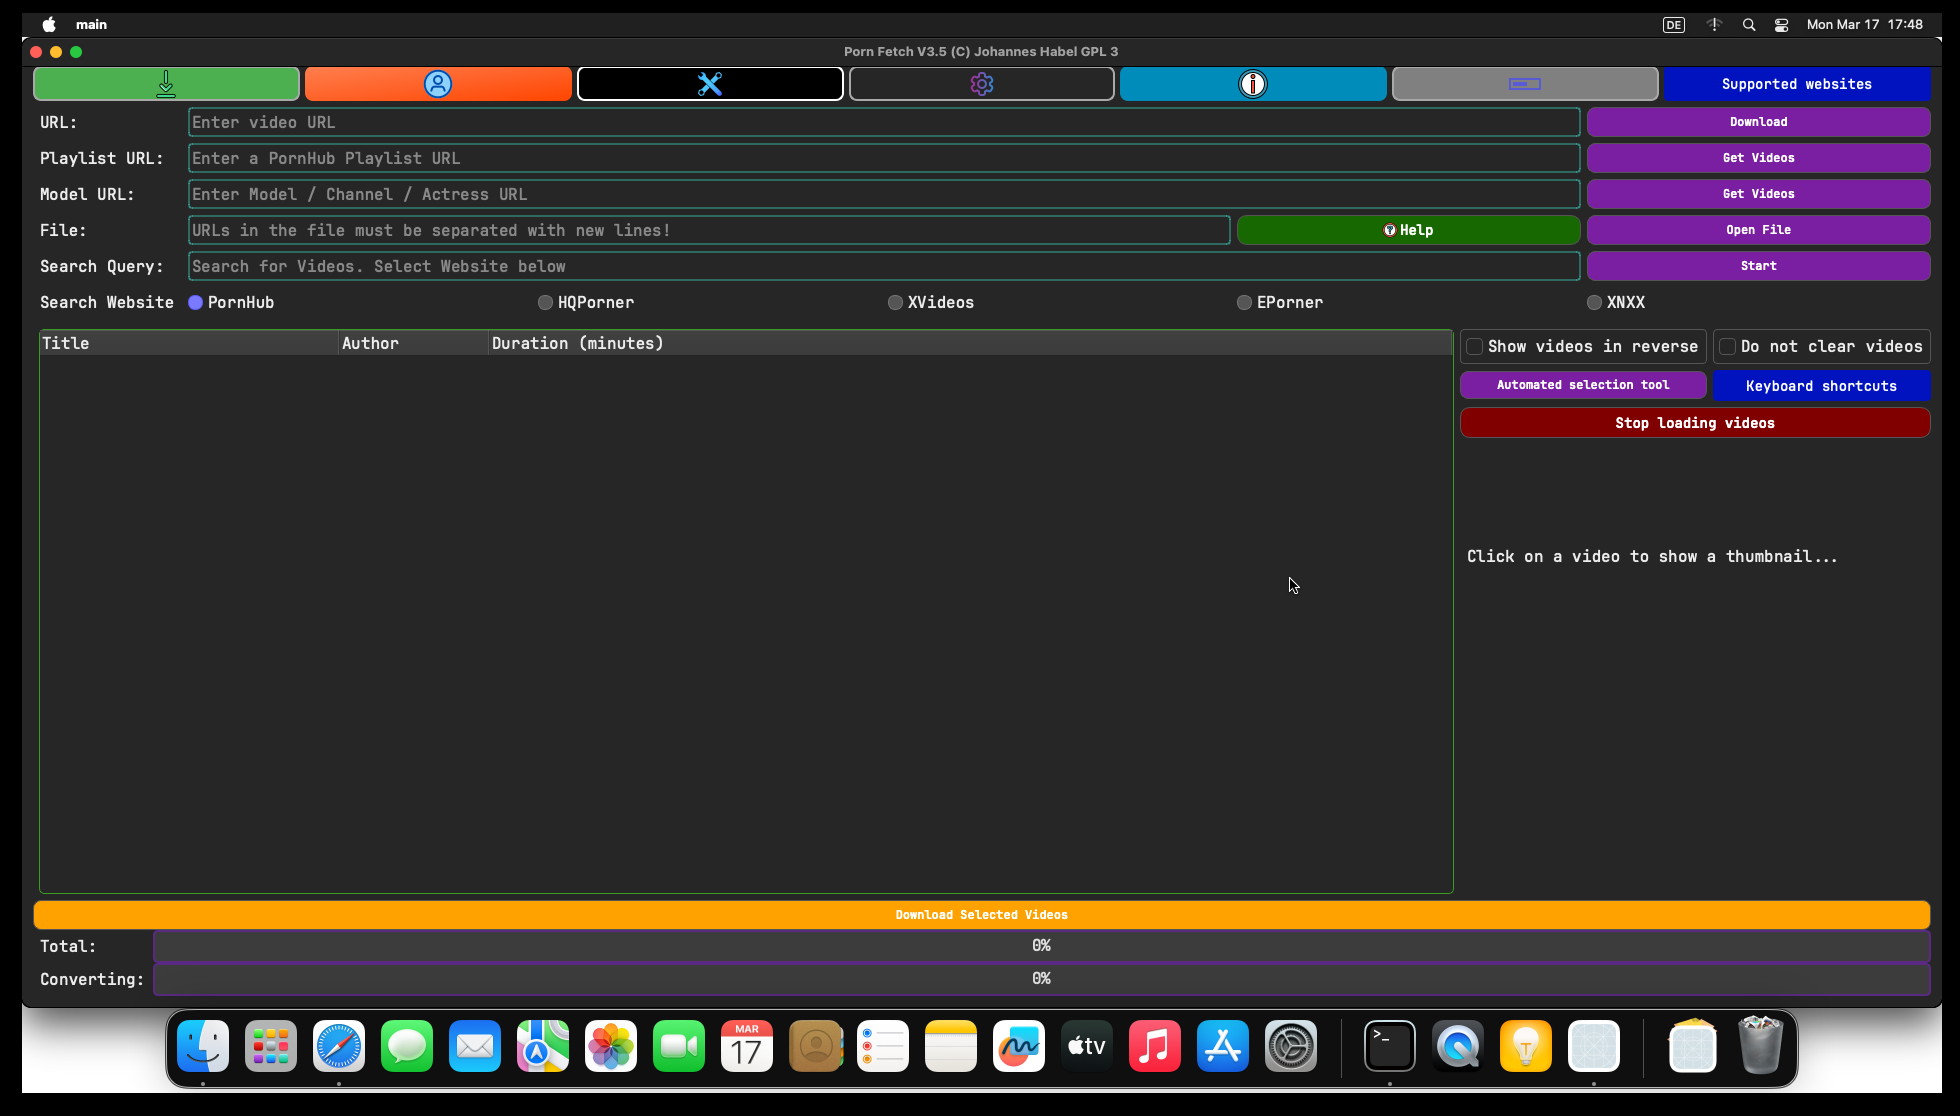 main
DE
Mon Mar 17 17:48
Porn Fetch V3.5 (C) Johannes Habel GPL 3
Supported websites
URL: Enter video URL Download
Playlist URL: Enter a PornHub Playlist URL Get Videos
Model URL: Enter Model / Channel / Actress URL Get Videos
File: URLs in the file must be separated with new lines! Help Open File
Search Query: Search for Videos. Select Website below Start
Search Website PornHub HQPorner XVideos EPorner XNXX
Title Author Duration (minutes)
Show videos in reverse Do not clear videos
Automated selection tool Keyboard shortcuts
Stop loading videos
Click on a video to show a thumbnail...
Download Selected Videos
Total: 0%
Converting: 0%
MAR
17
tv
>_
T